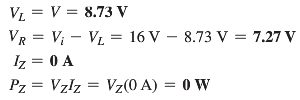 V_L = V = 8.73 V
V_R = V_i − V_L = 16 V − 8.73 V = 7.27 V
I_Z = 0 A
P_Z = V_Z I_Z = V_Z(0 A) = 0 W